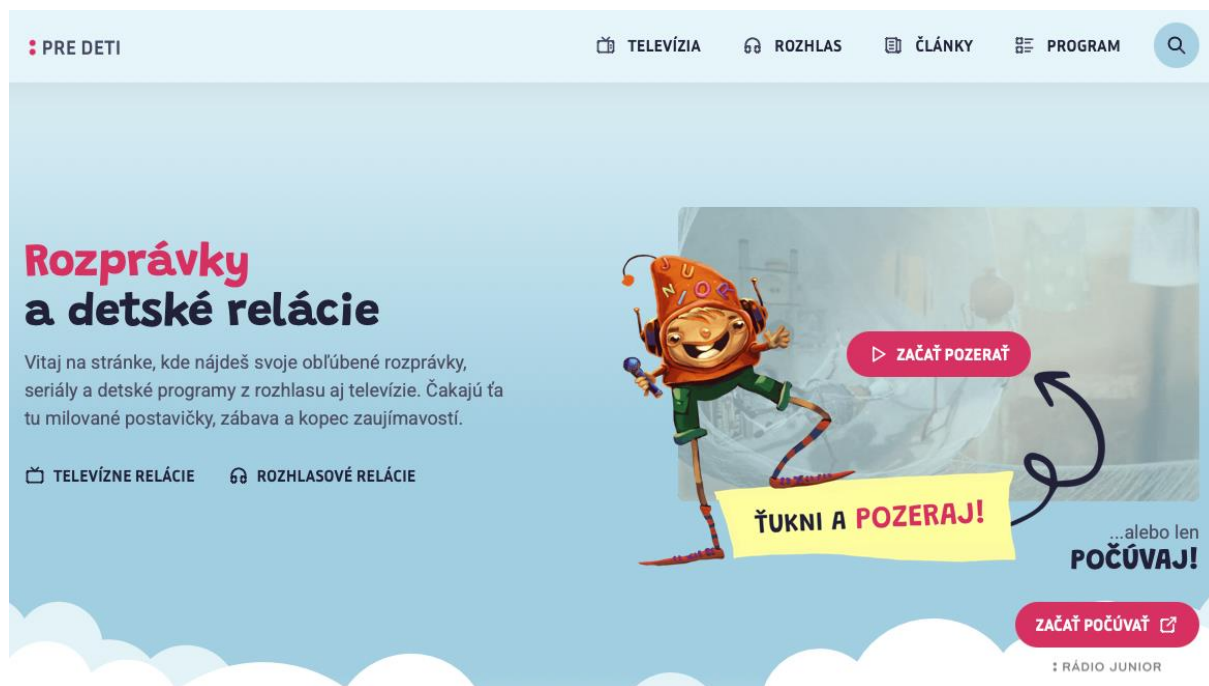 PRE DETI
TELEVÍZIA
ROZHLAS
ČLÁNKY
PROGRAM
Rozprávky
a detské relácie
Vitaj na stránke, kde nájdeš svoje obľúbené rozprávky,
seriály a detské programy z rozhlasu aj televízie. Čakajú ťa
tu milované postavičky, zábava a kopec zaujímavostí.
TELEVÍZNE RELÁCIE
ROZHLASOVÉ RELÁCIE
JUNIOR
ZAČAŤ POZERAŤ
ŤUKNI A POZERAJ!
...alebo len
POČÚVAJ!
ZAČAŤ POČÚVAŤ
RÁDIO JUNIOR